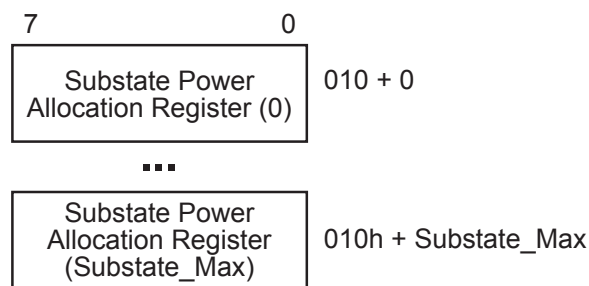 7 0
Substate Power
Allocation Register (0)
010 + 0
...
Substate Power
Allocation Register
(Substate_Max)
010h + Substate_Max